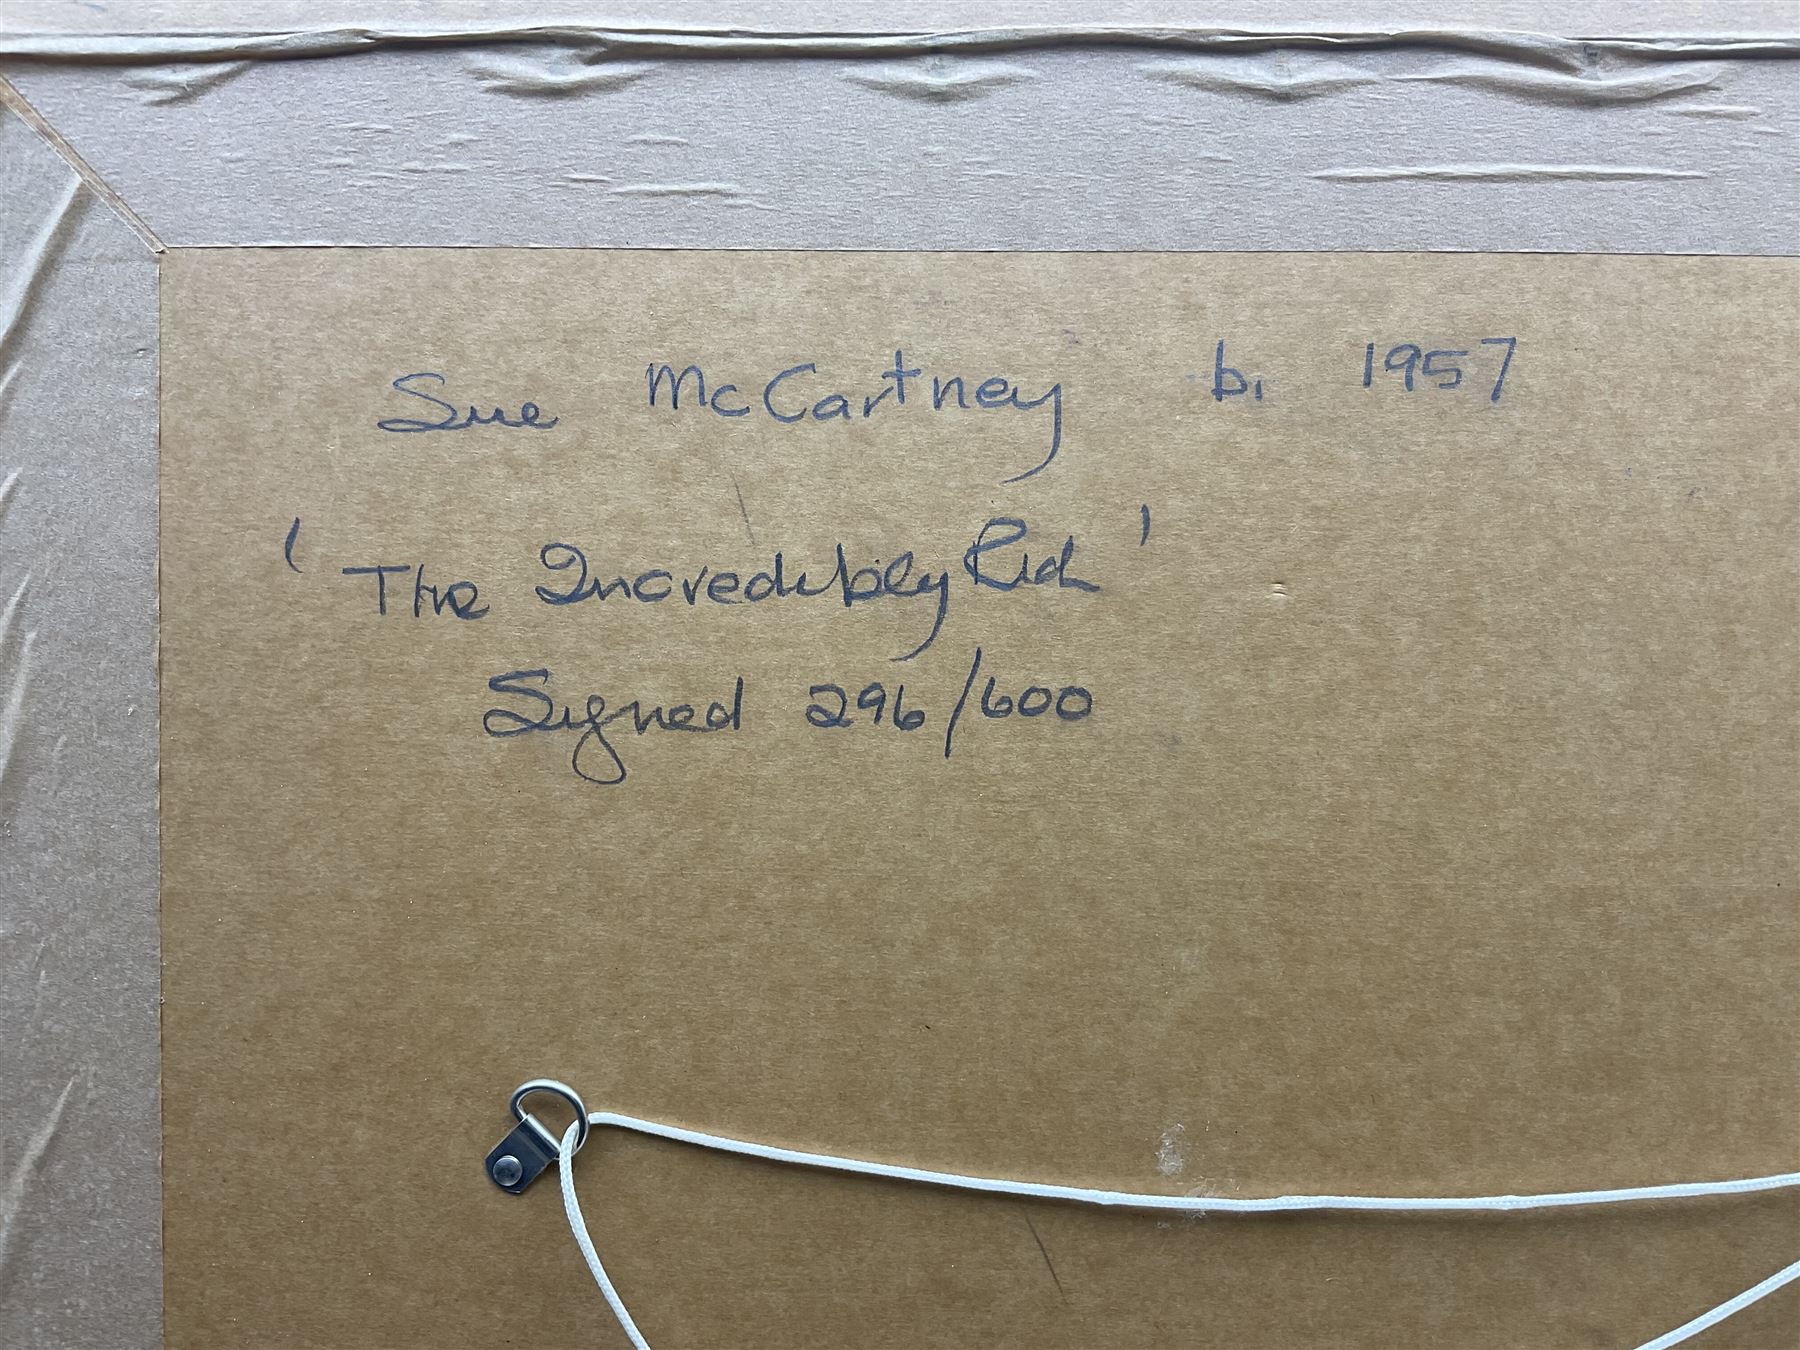 Sue McCartney b. 1957
'The Incredibly Rich'
Signed 296/600